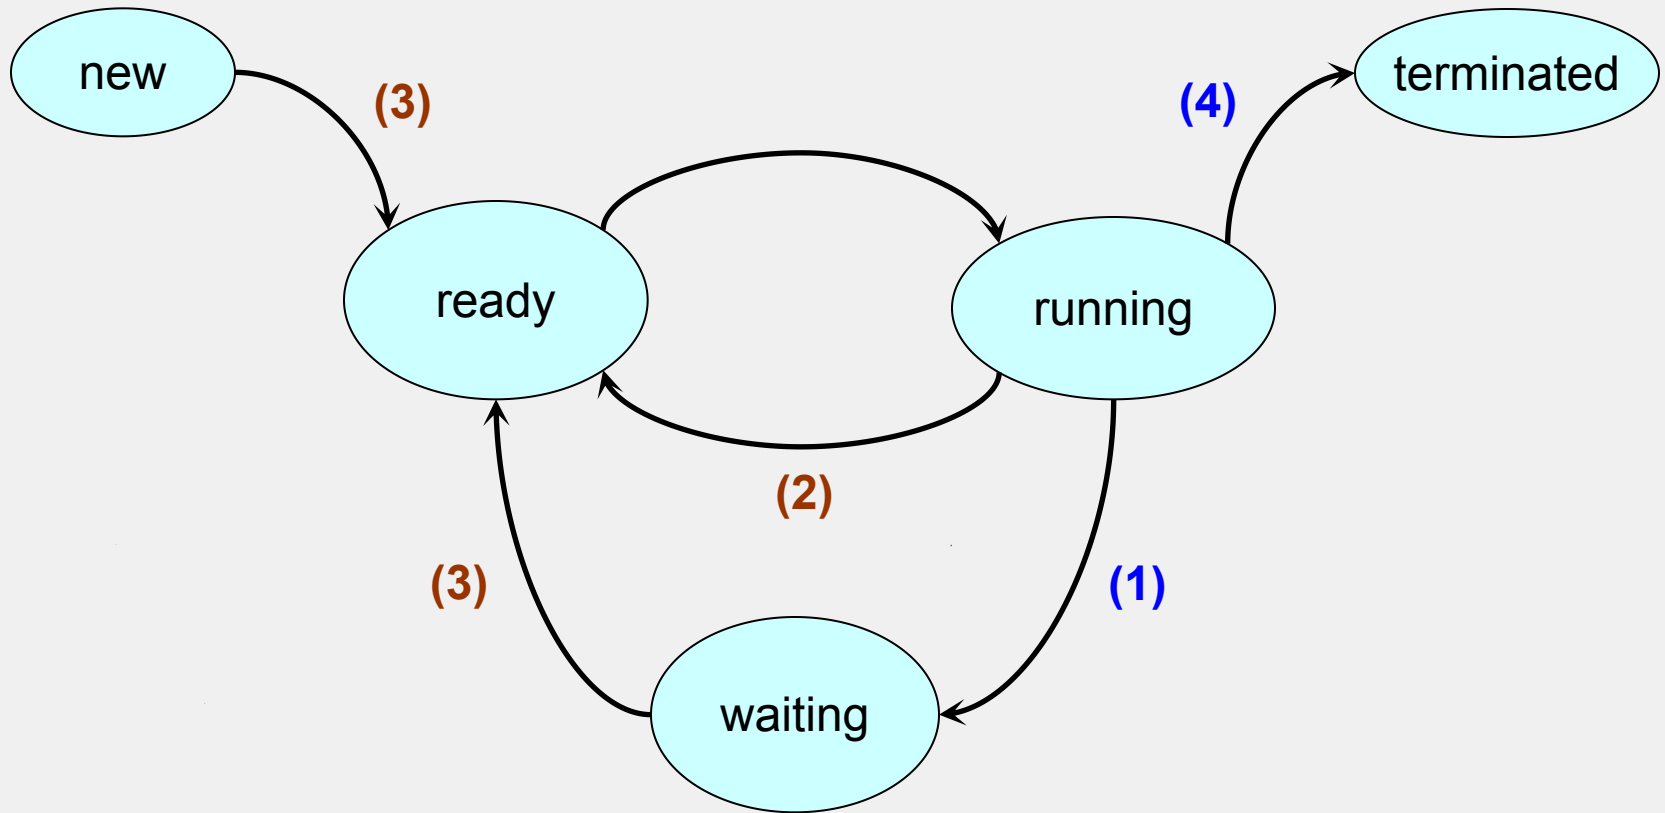 new
terminated
(3)
(4)
ready
running
(2)
(3)
(1)
waiting